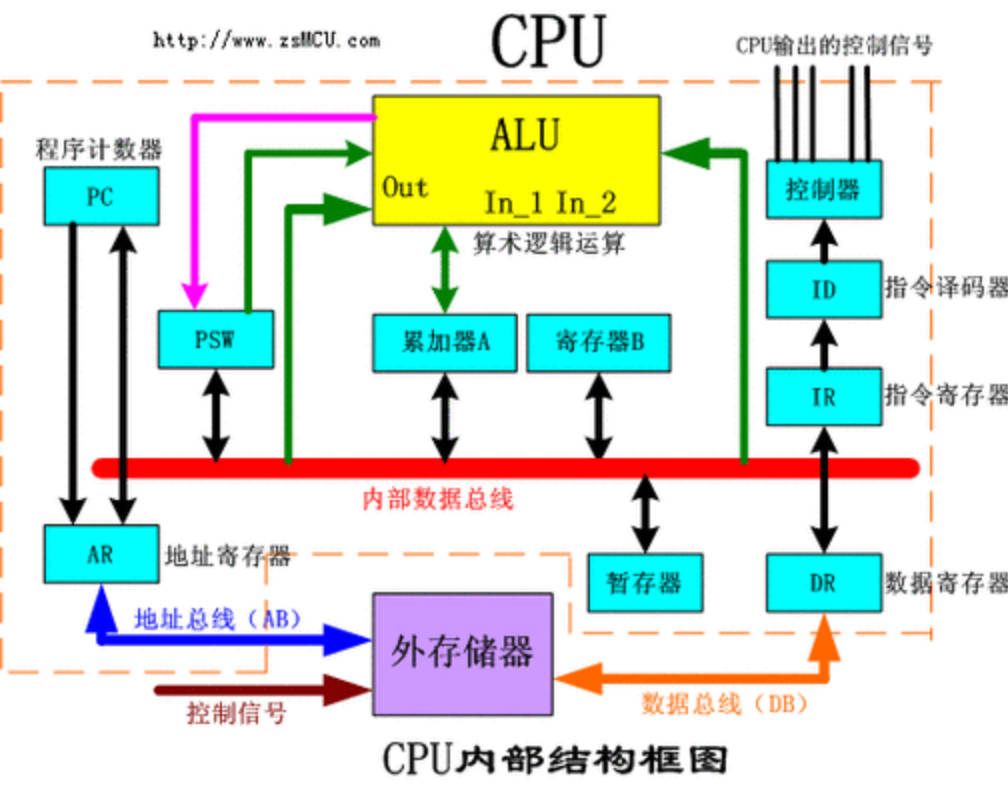 http://www.zsMCU.com
CPU
CPU输出的控制信号
程序计数器
PC
ALU
Out
In_1 In_2
算术逻辑运算
控制器
ID
指令译码器
PSW
累加器A
寄存器B
IR
指令寄存器
内部数据总线
AR
地址寄存器
暂存器
DR
数据寄存器
地址总线（AB）
外存储器
控制信号
数据总线（DB）
CPU内部结构框图